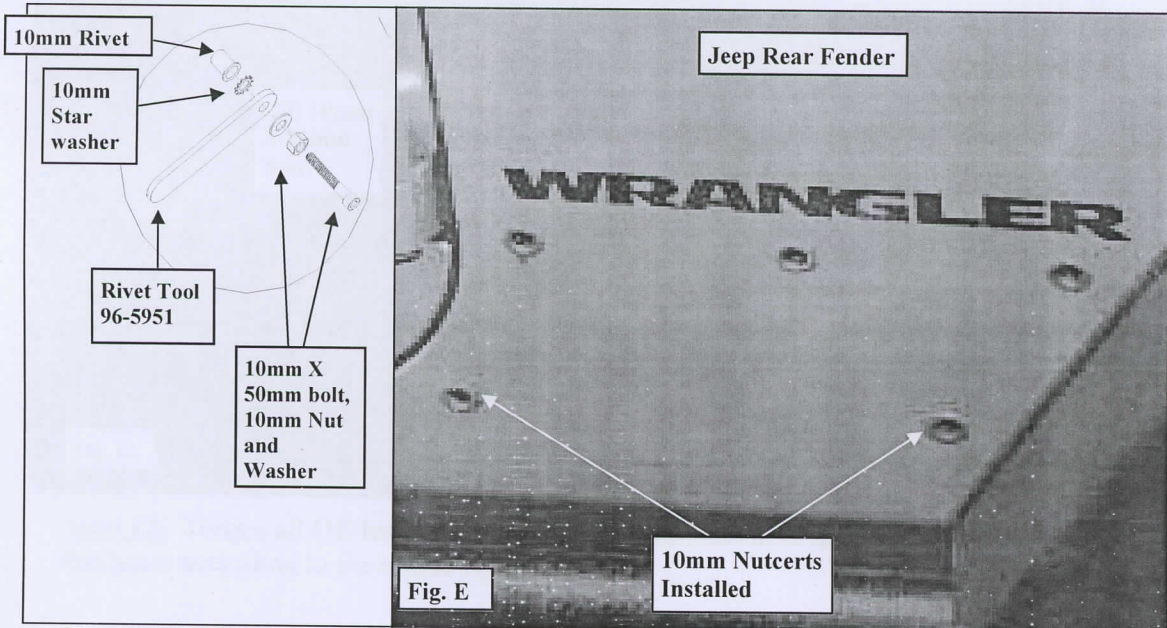 10mm Rivet
10mm
Star
washer
Rivet Tool
96-5951
10mm X
50mm bolt,
10mm Nut
and
Washer
Jeep Rear Fender
WRANGLER
10mm Nutcerts
Installed
Fig. E